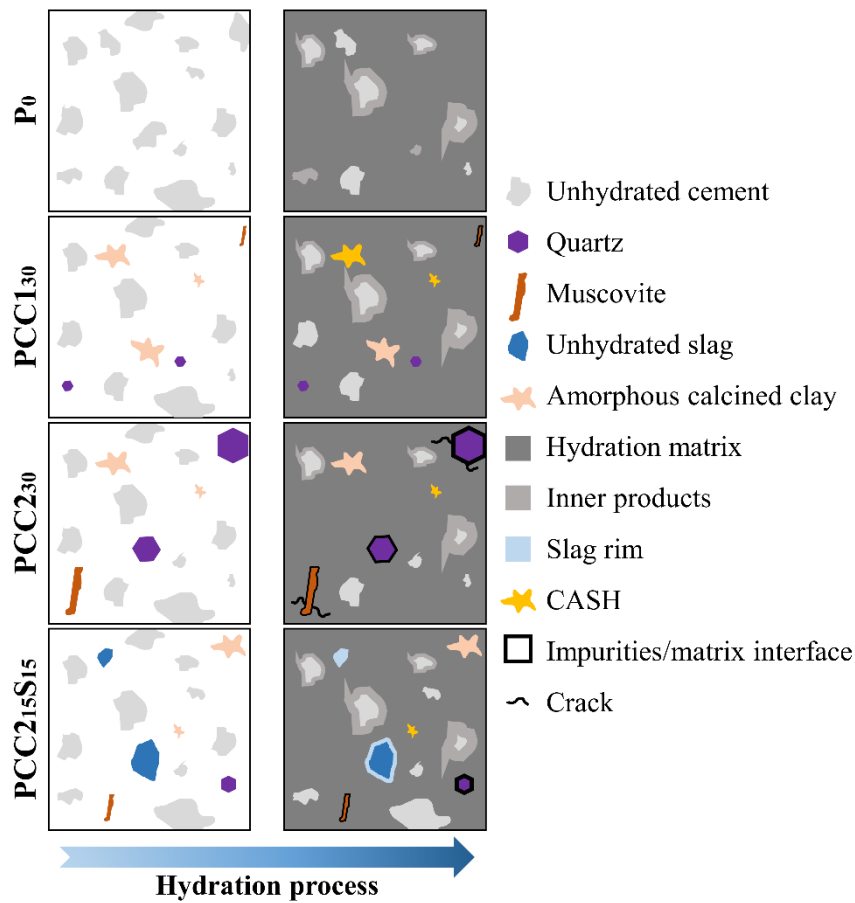 P0
PCC130
PCC230
PCC215S15
Unhydrated cement
Quartz
Muscovite
Unhydrated slag
Amorphous calcined clay
Hydration matrix
Inner products
Slag rim
CASH
Impurities/matrix interface
Crack
Hydration process